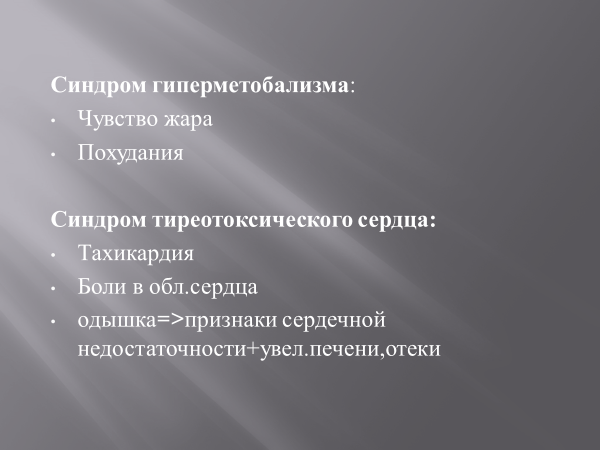 Синдром гиперметобализма:
• Чувство жара
• Похудания
Синдром тиреотоксического сердца:
• Тахикардия
• Боли в обл.сердца
• одышка=>признаки сердечной
недостаточности+увел.печени,отеки